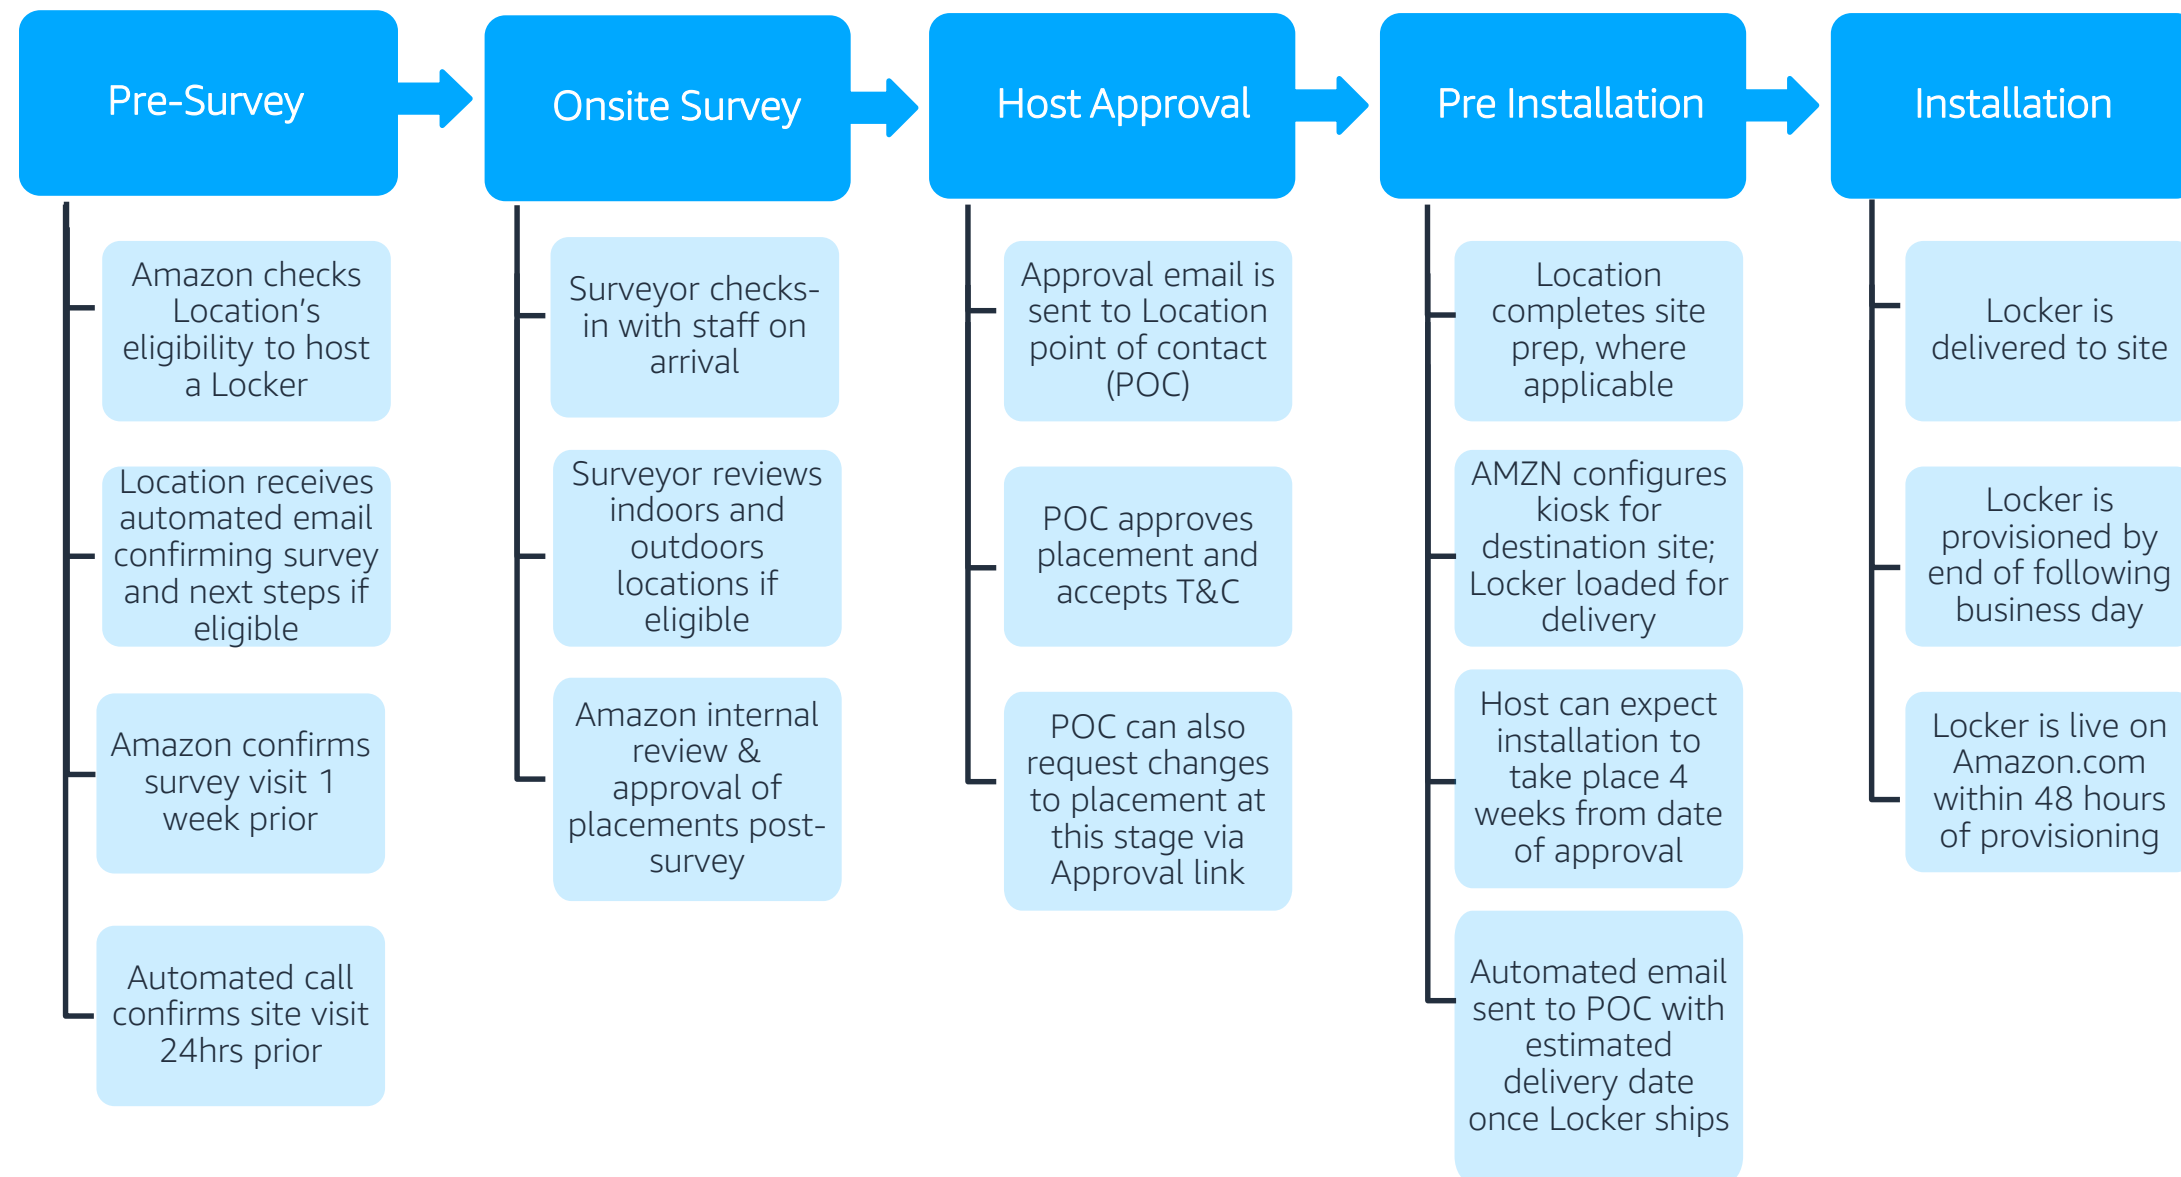 Pre-Survey
Amazon checks
Location's
eligibility to host
a Locker
Location receives
automated email
confirming survey
and next steps if
eligible
Amazon confirms
survey visit 1
week prior
Automated call
confirms site visit
24hrs prior
Onsite Survey
Surveyor checks-
in with staff on
arrival
Surveyor reviews
indoors and
outdoors
locations if
eligible
Amazon internal
review &
approval of
placements post-
survey
Host Approval
Approval email is
sent to Location
point of contact
(POC)
POC approves
placement and
accepts T&C
POC can also
request changes
to placement at
this stage via
Approval link
Pre Installation
Location
completes site
prep, where
applicable
AMZN configures
kiosk for
destination site;
Locker loaded for
delivery
Host can expect
installation to
take place 4
weeks from date
of approval
Automated email
sent to POC with
estimated
delivery date
once Locker ships
Installation
Locker is
delivered to site
Locker is
provisioned by
end of following
business day
Locker is live on
Amazon.com
within 48 hours
of provisioning